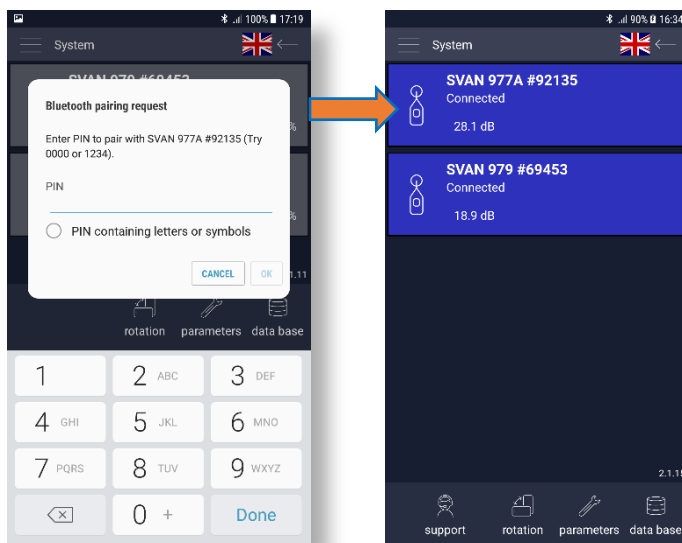 100% 17:19
System
SVAN 979 #69453
Bluetooth pairing request
Enter PIN to pair with SVAN 977A #92135 (Try
0000 or 1234).
%
PIN
%
PIN containing letters or symbols
CANCEL OK
1.11
rotation parameters data base
1 2 ABC 3 DEF
4 GHI 5 JKL 6 MNO
7 PQRS 8 TUV 9 WXYZ
0 + Done
90% 16:34
System
SVAN 977A #92135
Connected
28.1 dB
SVAN 979 #69453
Connected
18.9 dB
2.1.15
support rotation parameters data base